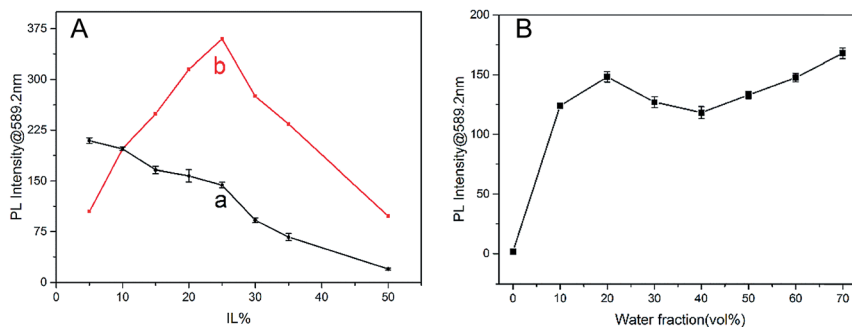 A
B
PL Intensity@589.2nm
375
300
225
150
75
0
b
a
0 10 20 30 40 50
IL%
PL Intensity@589.2nm
200
150
100
50
0
0 10 20 30 40 50 60 70
Water fraction(vol%)